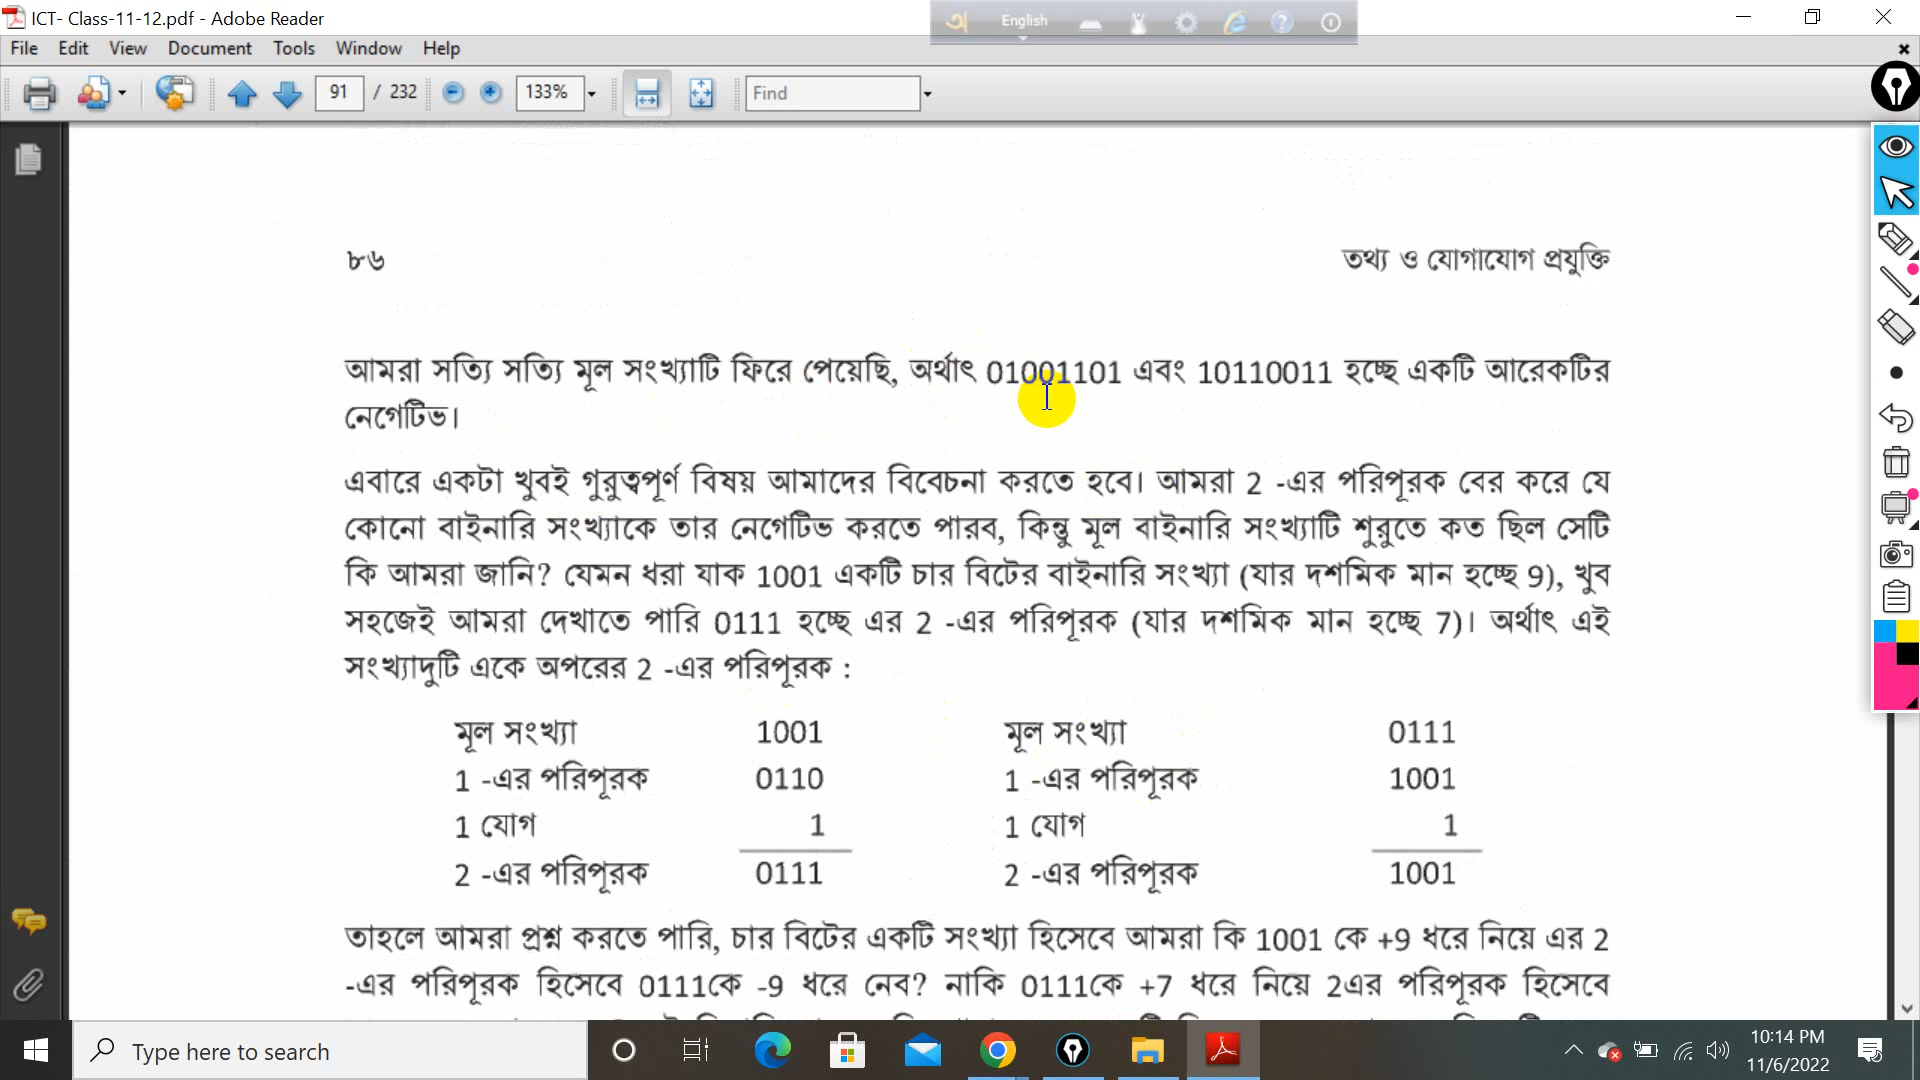 ICT- Class-11-12.pdf - Adobe Reader
English
File Edit View Document Tools Window Help
91 / 232 133% Find
৮৬ তথ্য ও যোগাযোগ প্রযুক্তি
আমরা সত্যি সত্যি মূল সংখ্যাটি ফিরে পেয়েছি, অর্থাৎ 01001101 এবং 10110011 হচ্ছে একটি আরেকটির
নেগেটিভ।
এবারে একটা খুবই গুরুত্বপূর্ণ বিষয় আমাদের বিবেচনা করতে হবে। আমরা 2 -এর পরিপূরক বের করে যে
কোনো বাইনারি সংখ্যাকে তার নেগেটিভ করতে পারব, কিন্তু মূল বাইনারি সংখ্যাটি শুরুতে কত ছিল সেটি
কি আমরা জানি? যেমন ধরা যাক 1001 একটি চার বিটের বাইনারি সংখ্যা (যার দশমিক মান হচ্ছে 9), খুব
সহজেই আমরা দেখাতে পারি 0111 হচ্ছে এর 2 -এর পরিপূরক (যার দশমিক মান হচ্ছে 7)। অর্থাৎ এই
সংখ্যাদুটি একে অপরের 2 -এর পরিপূরক :
মূল সংখ্যা 1001 মূল সংখ্যা 0111
1 -এর পরিপূরক 0110 1 -এর পরিপূরক 1001
1 যোগ 1 1 যোগ 1
2 -এর পরিপূরক 0111 2 -এর পরিপূরক 1001
তাহলে আমরা প্রশ্ন করতে পারি, চার বিটের একটি সংখ্যা হিসেবে আমরা কি 1001 কে +9 ধরে নিয়ে এর 2
-এর পরিপূরক হিসেবে 0111কে -9 ধরে নেব? নাকি 0111কে +7 ধরে নিয়ে 2এর পরিপূরক হিসেবে
Type here to search
10:14 PM
11/6/2022